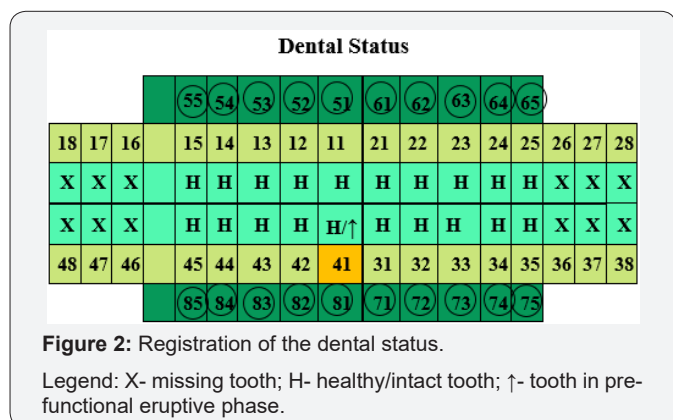 Dental Status
55 54 53 52 51 61 62 63 64 65
18 17 16 15 14 13 12 11 21 22 23 24 25 26 27 28
X X X H H H H H H H H H H X X X
X X X H H H H H/↑ H H H H H X X X
48 47 46 45 44 43 42 41 31 32 33 34 35 36 37 38
85 84 83 82 81 71 72 73 74 75
Figure 2: Registration of the dental status.
Legend: X- missing tooth; H- healthy/intact tooth; ↑- tooth in pre-
functional eruptive phase.